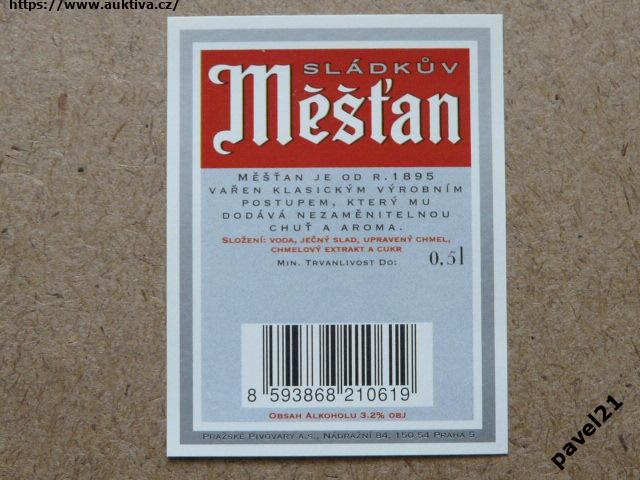 https://www.auktiva.cz/
SLÁDKŮV
Měšťan
MĚŠŤAN JE OD R.1895
VAŘEN KLASICKÝM VÝROBNÍM
POSTUPEM, KTERÝ MU
DODÁVÁ NEZAMĚNITELNOU
CHUŤ A AROMA.
SLOŽENÍ: VODA, JEČNÝ SLAD, UPRAVENÝ CHMEL,
CHMELOVÝ EXTRAKT A CUKR
MIN. TRVANLIVOST DO: 0,5l
8 593868 210619
OBSAH ALKOHOLU 3.2% OBJ
PRAŽSKÉ PIVOVARY A.S., NÁDRAŽNÍ 84, 150 54 PRAHA 5
pavel21